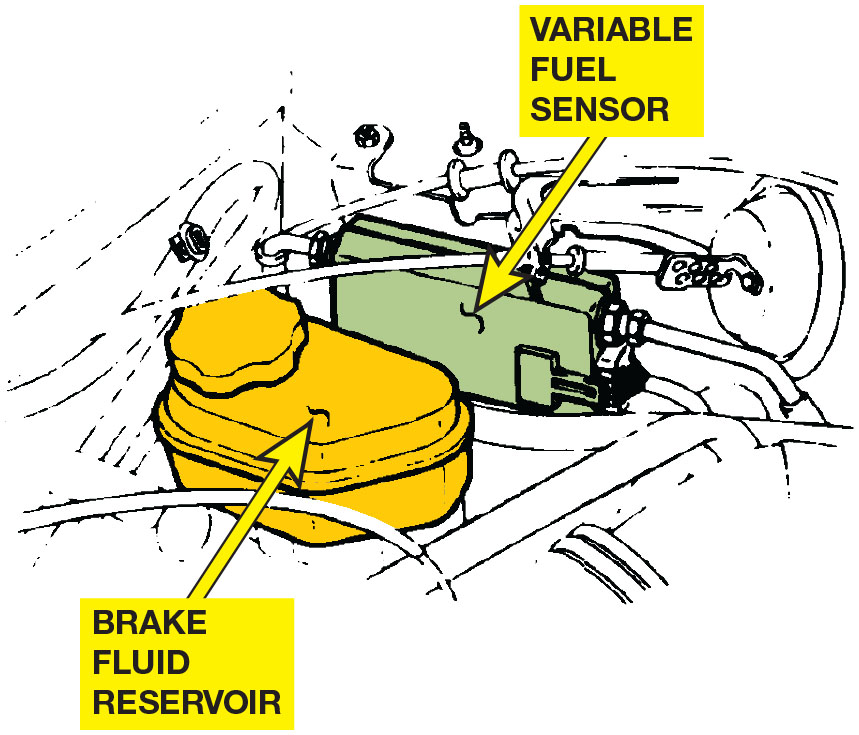 VARIABLE
FUEL
SENSOR
BRAKE
FLUID
RESERVOIR